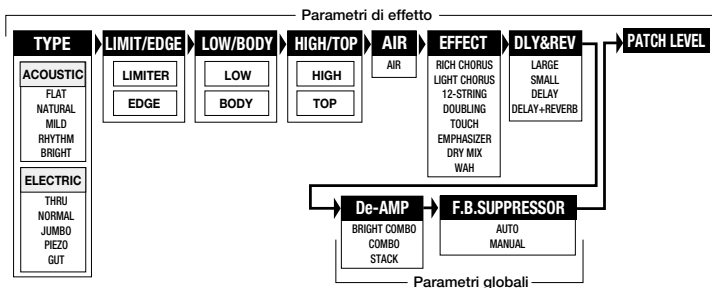 Parametri di effetto
TYPE
ACOUSTIC
FLAT
NATURAL
MILD
RHYTHM
BRIGHT
ELECTRIC
THRU
NORMAL
JUMBO
PIEZO
GUT
LIMIT/EDGE
LIMITER
EDGE
LOW/BODY
LOW
BODY
HIGH/TOP
HIGH
TOP
AIR
AIR
EFFECT
RICH CHORUS
LIGHT CHORUS
12-STRING
DOUBLING
TOUCH
EMPHASIZER
DRY MIX
WAH
DLY&REV
LARGE
SMALL
DELAY
DELAY+REVERB
De-AMP
BRIGHT COMBO
COMBO
STACK
F.B.SUPPRESSOR
AUTO
MANUAL
Parametri globali
PATCH LEVEL